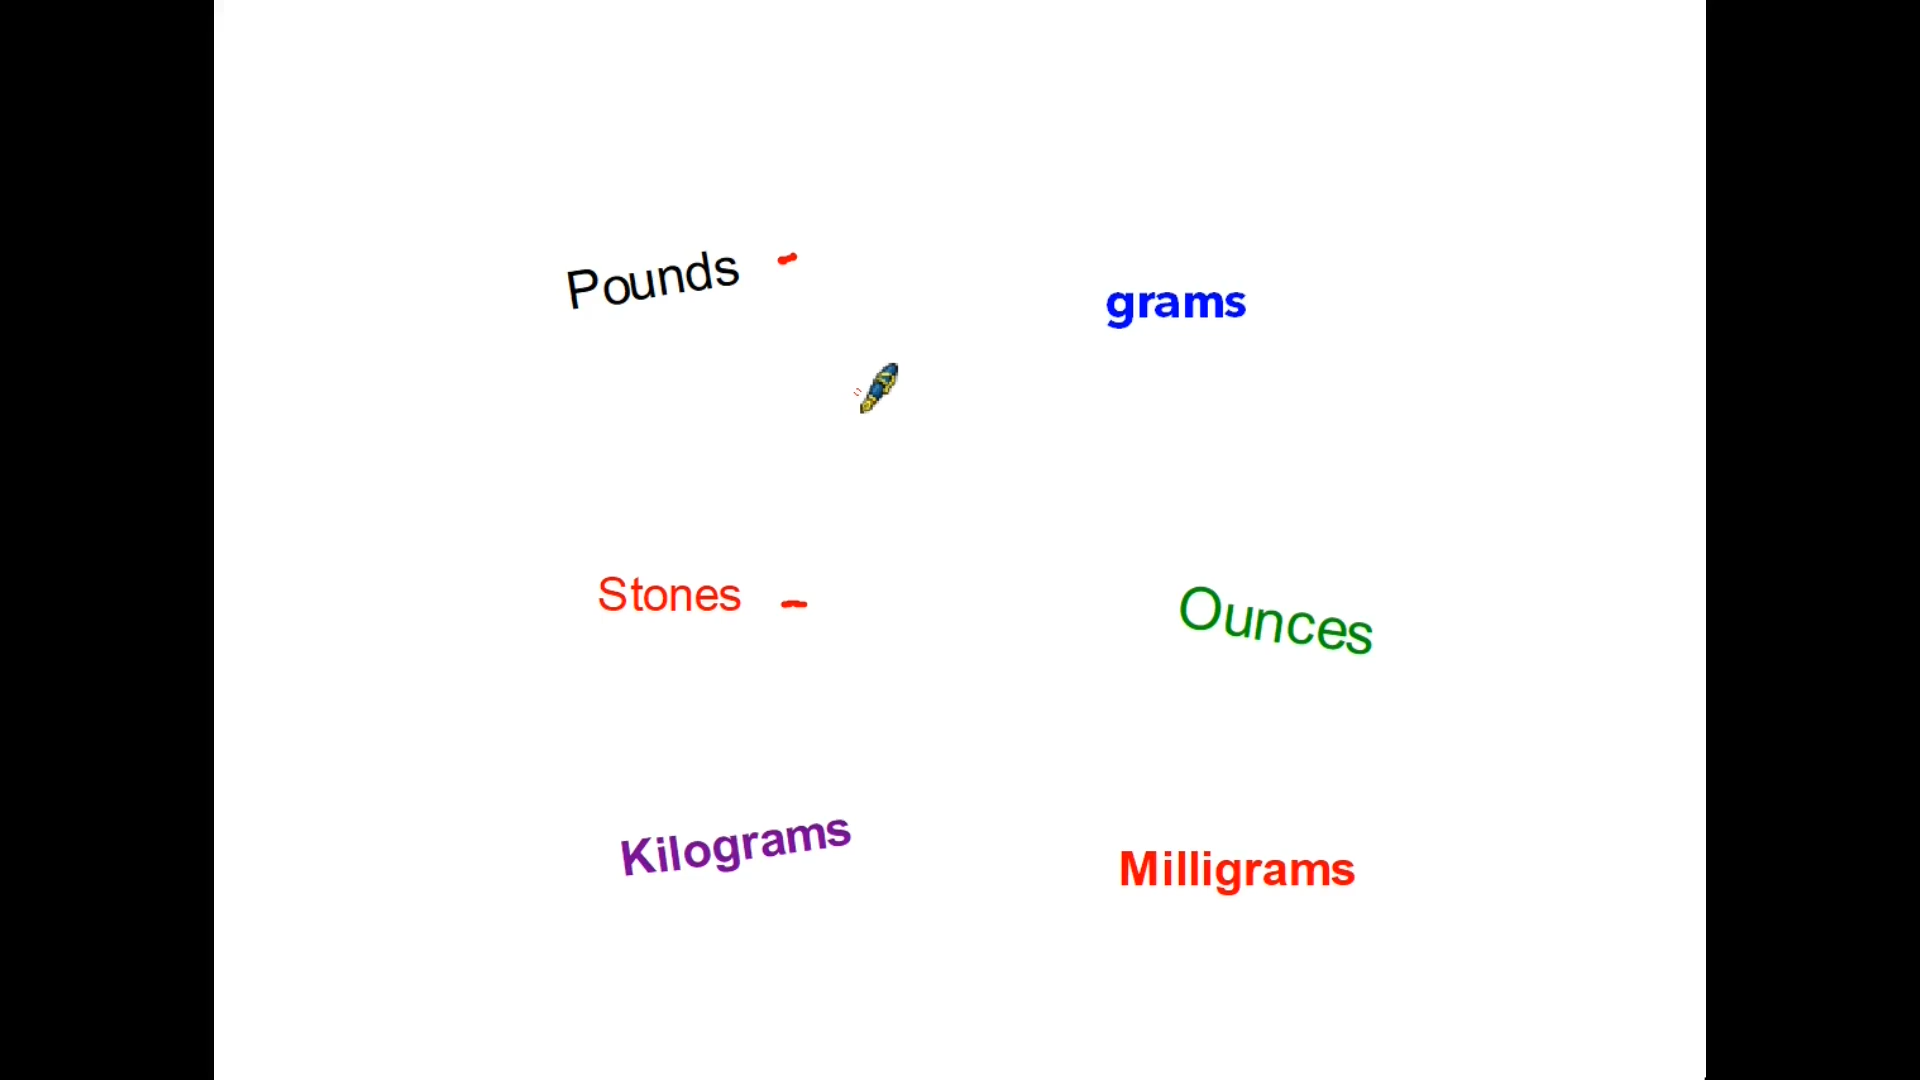 Pounds -
grams
Stones -
Ounces
Kilograms
Milligrams